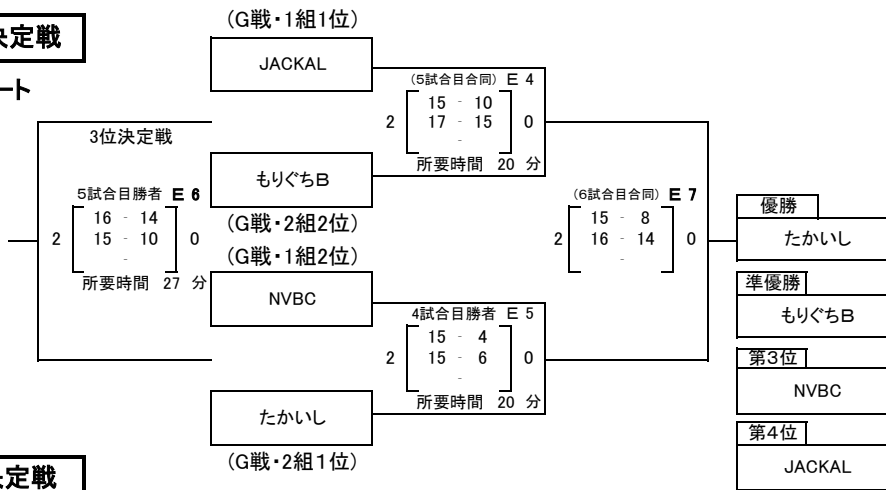 決定戦
ート
(G戦・1組1位)
JACKAL
3位決定戦
もりぐちB
(G戦・2組2位)
(G戦・1組2位)
NVBC
たかいし
(G戦・2組1位)
5試合目勝者 E 6
2
16 - 14
15 - 10
-
0
所要時間 27 分
(5試合目合同) E 4
2
15 - 10
17 - 15
-
0
所要時間 20 分
4試合目勝者 E 5
2
15 - 4
15 - 6
-
0
所要時間 20 分
(6試合目合同) E 7
2
15 - 8
16 - 14
-
0
優勝
たかいし
準優勝
もりぐちB
第3位
NVBC
第4位
JACKAL
決定戦